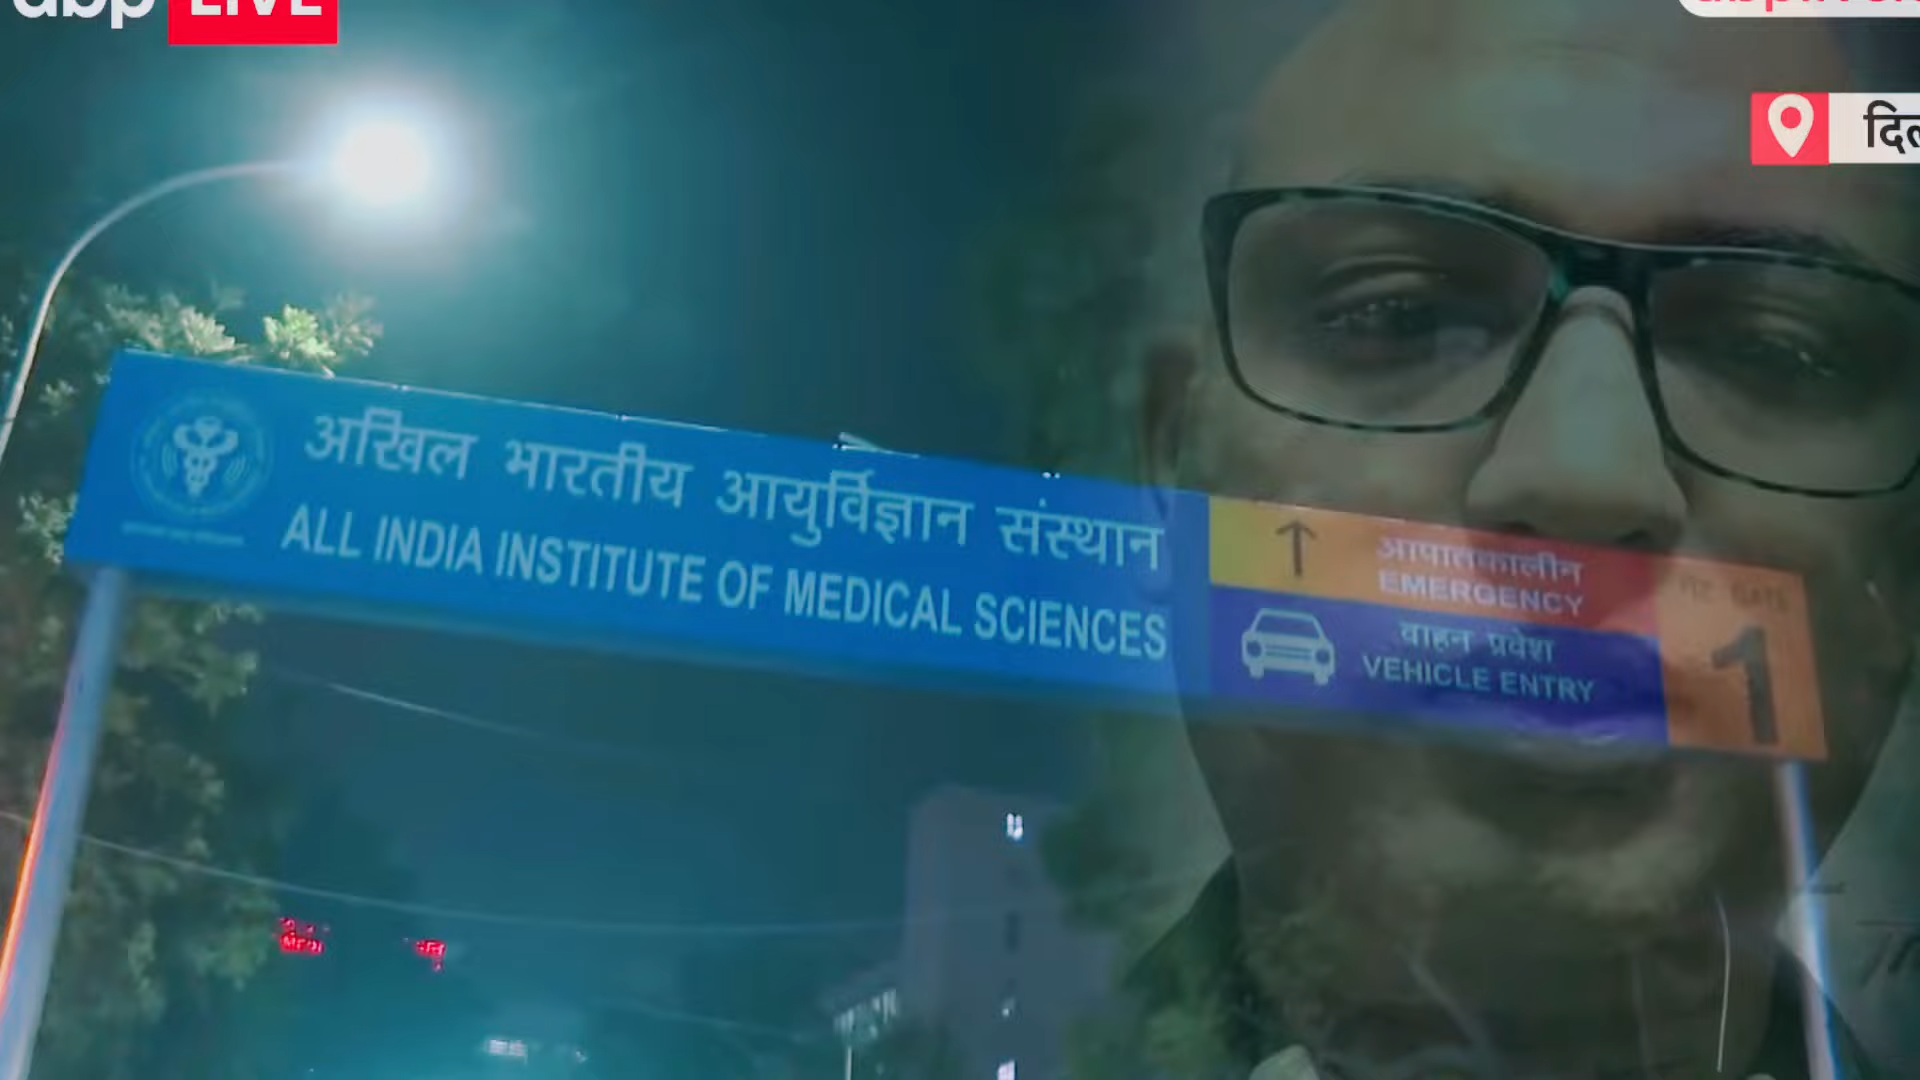 abp LIVE
अखिल भारतीय आयुर्विज्ञान संस्थान
ALL INDIA INSTITUTE OF MEDICAL SCIENCES
आपातकालीन
EMERGENCY
वाहन प्रवेश
VEHICLE ENTRY
1